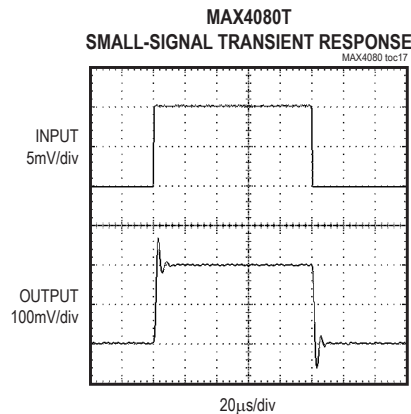 MAX4080T
SMALL-SIGNAL TRANSIENT RESPONSE
MAX4080 toc17
INPUT
5mV/div
OUTPUT
100mV/div
20μs/div